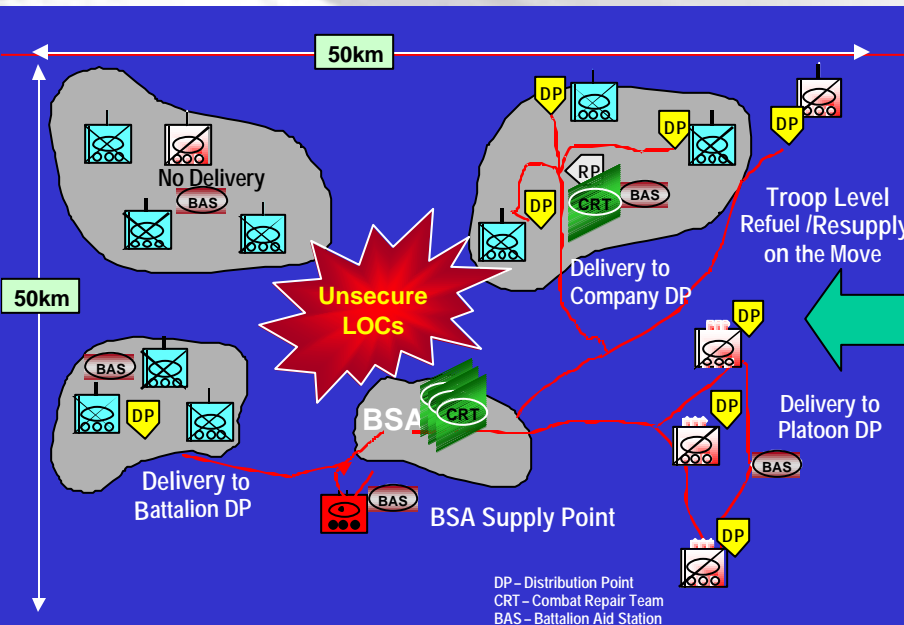 50km
DP
DP
DP
No Delivery
BAS
RP
DP
CRT
BAS
Troop Level
Refuel /Resupply
on the Move
Delivery to
Company DP
50km
Unsecure
LOCs
DP
BAS
DP
BSA
CRT
DP
Delivery to
Platoon DP
BAS
Delivery to
Battalion DP
BAS
BSA Supply Point
DP
DP – Distribution Point
CRT – Combat Repair Team
BAS – Battalion Aid Station